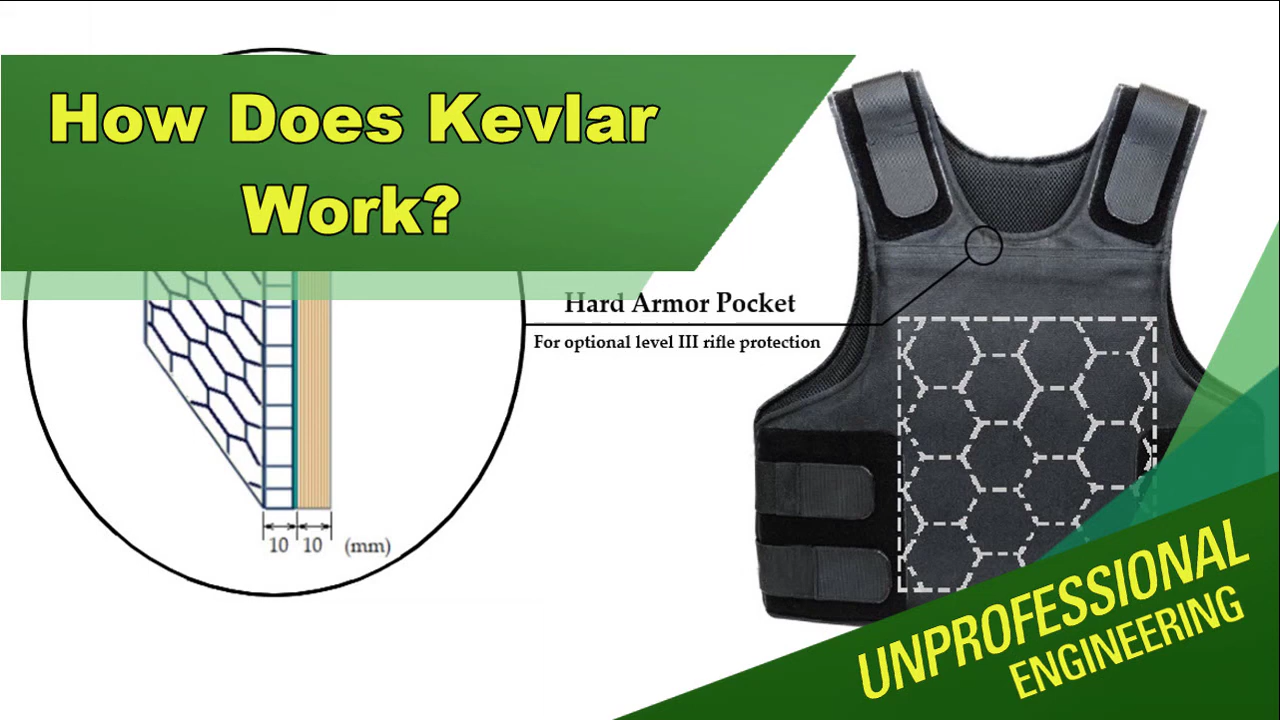 How Does Kevlar
Work?
Hard Armor Pocket
For optional level III rifle protection
10 10 (mm)
UNPROFESSIONAL
ENGINEERING